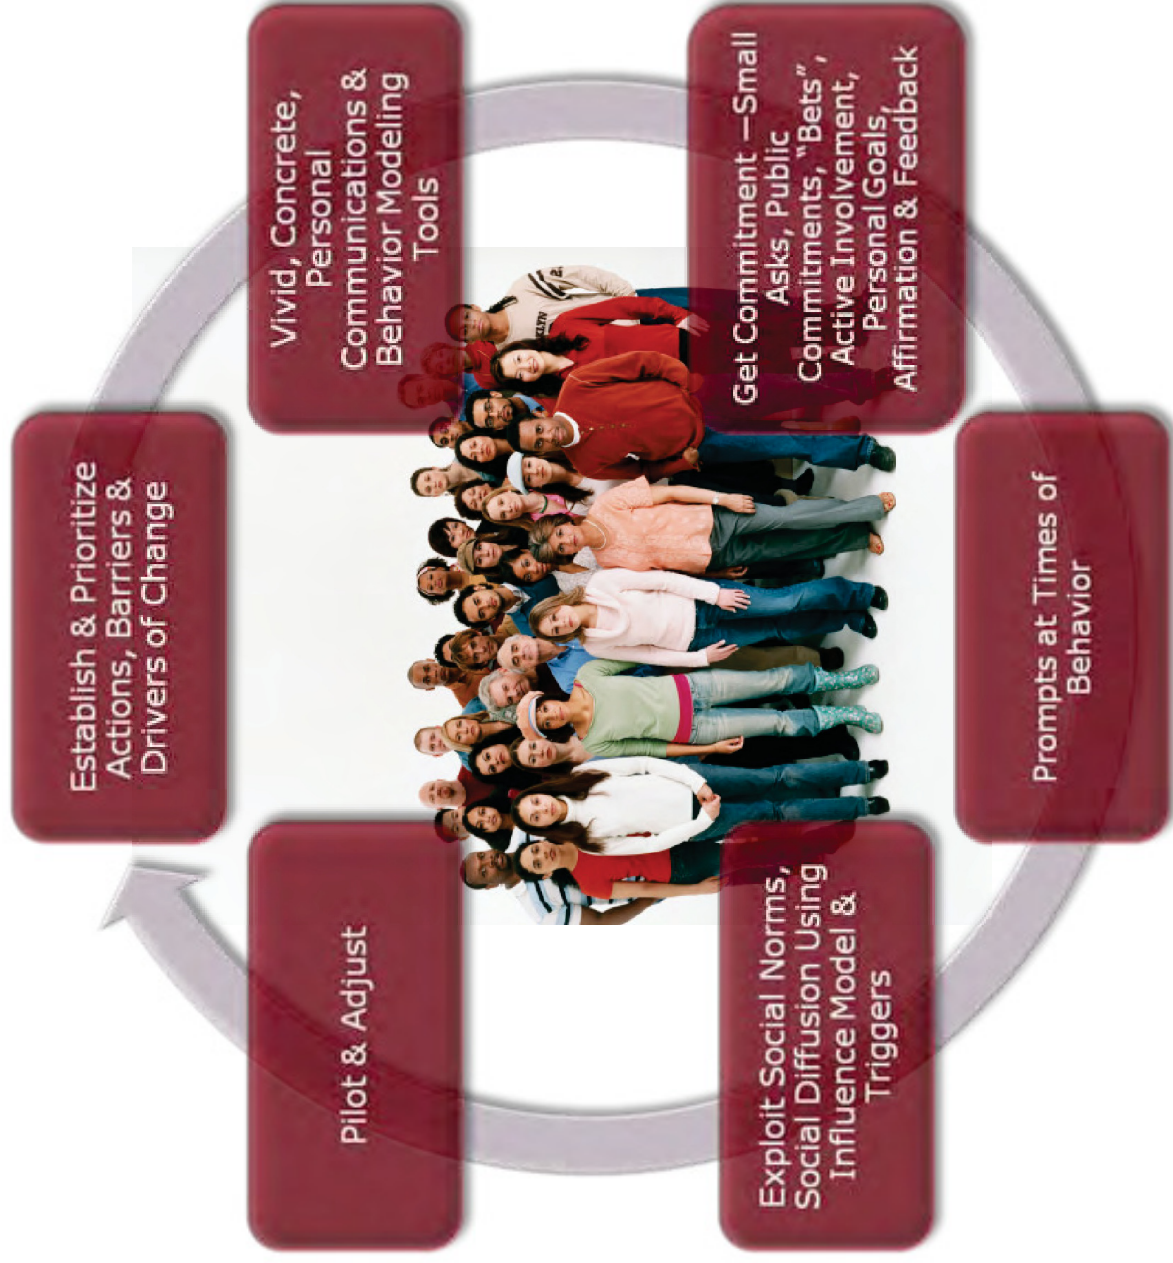 Establish & Prioritize
Actions, Barriers &
Drivers of Change
Vivid, Concrete,
Personal
Communications &
Behavior Modeling
Tools
Get Commitment —Small
Asks, Public
Commitments, “Bets”,
Active Involvement,
Personal Goals,
Affirmation & Feedback
Prompts at Times of
Behavior
Exploit Social Norms,
Social Diffusion Using
Influence Model &
Triggers
Pilot & Adjust